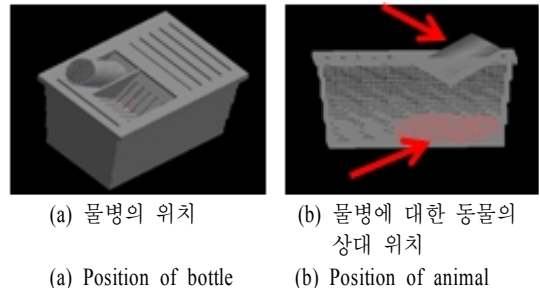 (a) 물병의 위치
(b) 물병에 대한 동물의
상대 위치
(a) Position of bottle
(b) Position of animal